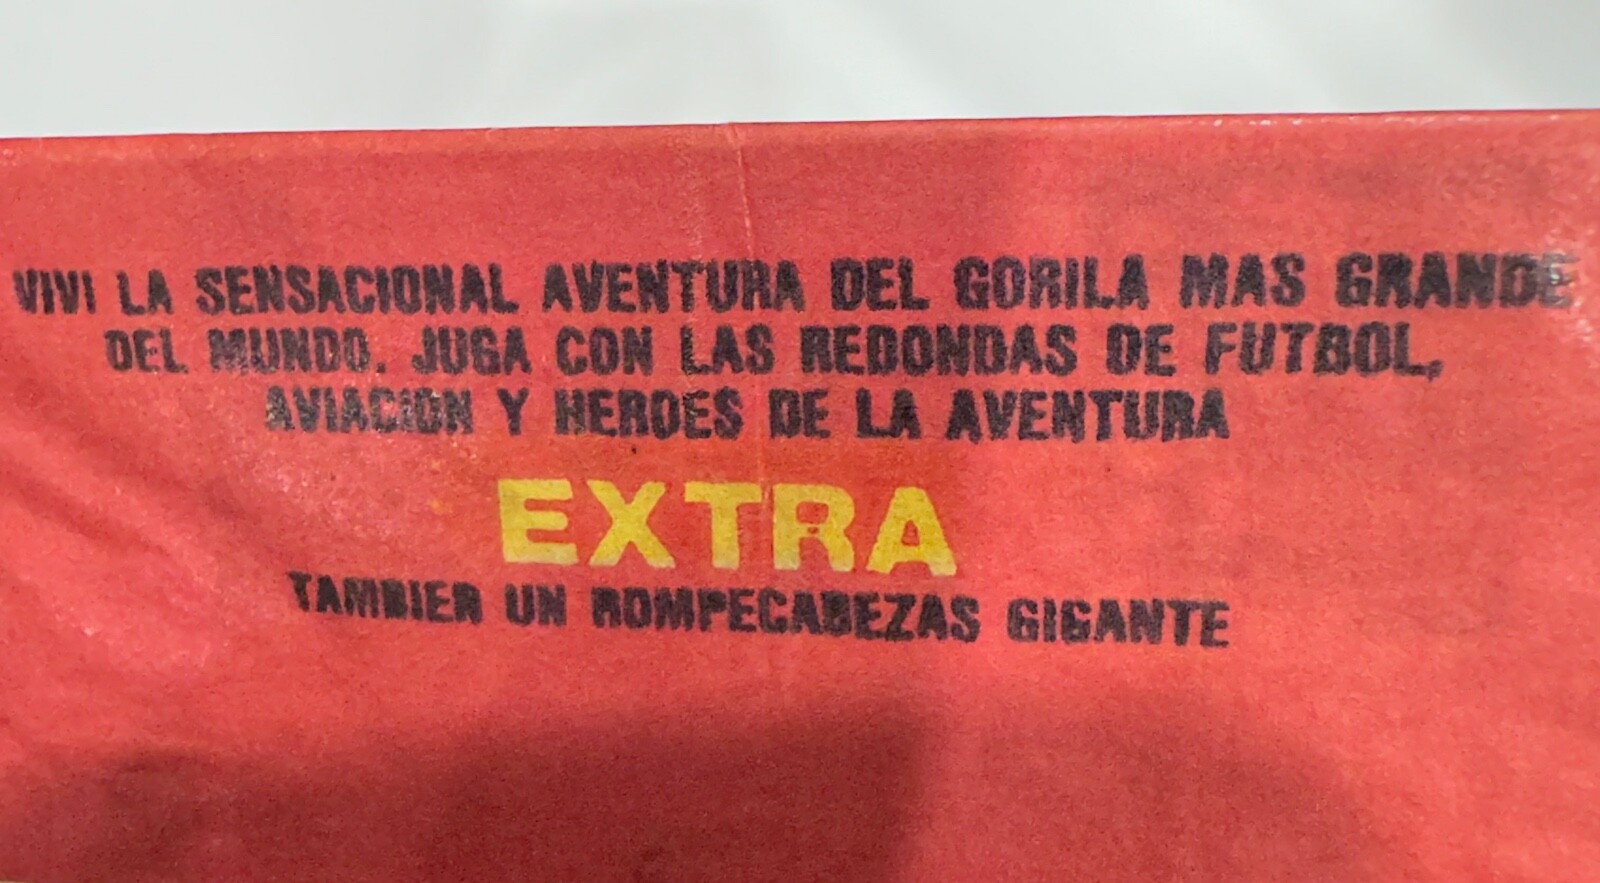 VIVI LA SENSACIONAL AVENTURA DEL GORILA MAS GRANDE
DEL MUNDO. JUGA CON LAS REDONDAS DE FUTBOL,
AVIACION Y HEROES DE LA AVENTURA
EXTRA
TAMBIEN UN ROMPECABEZAS GIGANTE